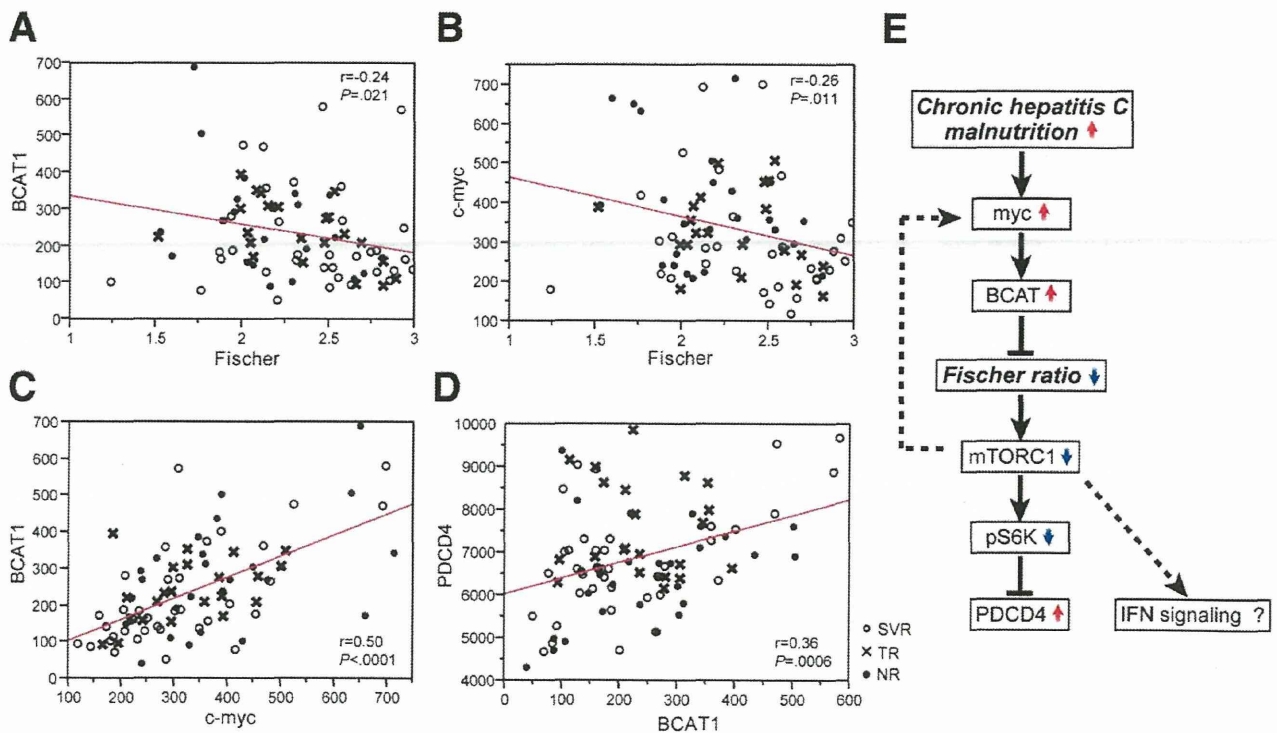 A
700
600
500
400
300
200
100
0
BCAT1
r=-0.24
P=.021
1 1.5 2 2.5 3
Fischer
B
700
600
500
400
300
200
100
c-myc
r=-0.26
P=.011
1 1.5 2 2.5 3
Fischer
C
700
600
500
400
300
200
100
0
BCAT1
r=0.50
P<.0001
100 200 300 400 500 600 700
c-myc
D
10000
9000
8000
7000
6000
5000
4000
PDCD4
r=0.36
P=.0006
0 100 200 300 400 500 600
BCAT1
SVR
TR
NR
E
Chronic hepatitis C
malnutrition
myc
BCAT
Fischer ratio
mTORC1
pS6K
PDCD4
IFN signaling ?